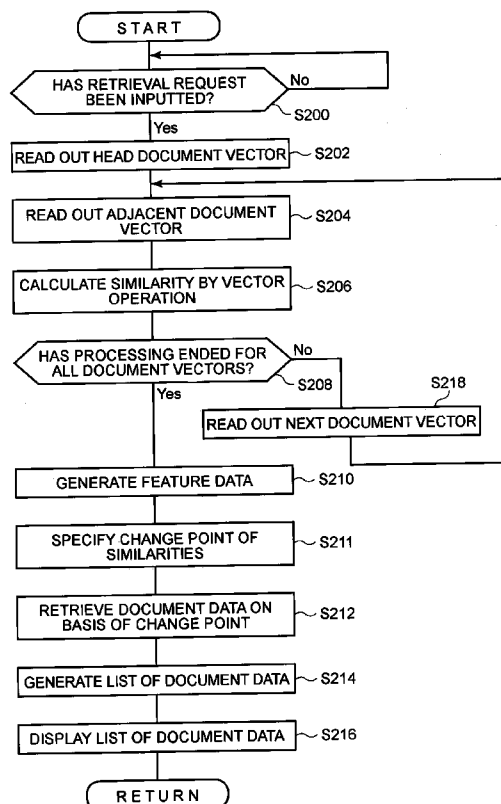 START
HAS RETRIEVAL REQUEST
BEEN INPUTTED?
No
S200
Yes
READ OUT HEAD DOCUMENT VECTOR
S202
READ OUT ADJACENT DOCUMENT
VECTOR
S204
CALCULATE SIMILARITY BY VECTOR
OPERATION
S206
HAS PROCESSING ENDED FOR
ALL DOCUMENT VECTORS?
No
S208
Yes
S218
READ OUT NEXT DOCUMENT VECTOR
GENERATE FEATURE DATA
S210
SPECIFY CHANGE POINT OF
SIMILARITIES
S211
RETRIEVE DOCUMENT DATA ON
BASIS OF CHANGE POINT
S212
GENERATE LIST OF DOCUMENT DATA
S214
DISPLAY LIST OF DOCUMENT DATA
S216
RETURN